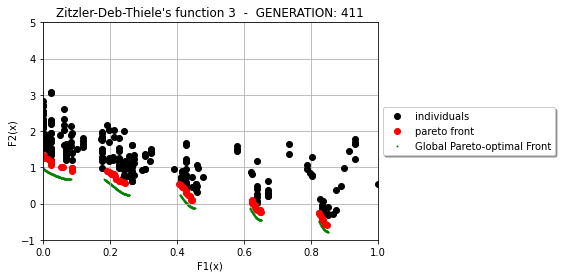 Zitzler-Deb-Thiele's function 3 - GENERATION: 411
5
4
3
2
1
0
−1
F2(x)
0.0 0.2 0.4 0.6 0.8 1.0
F1(x)
individuals
pareto front
Global Pareto-optimal Front